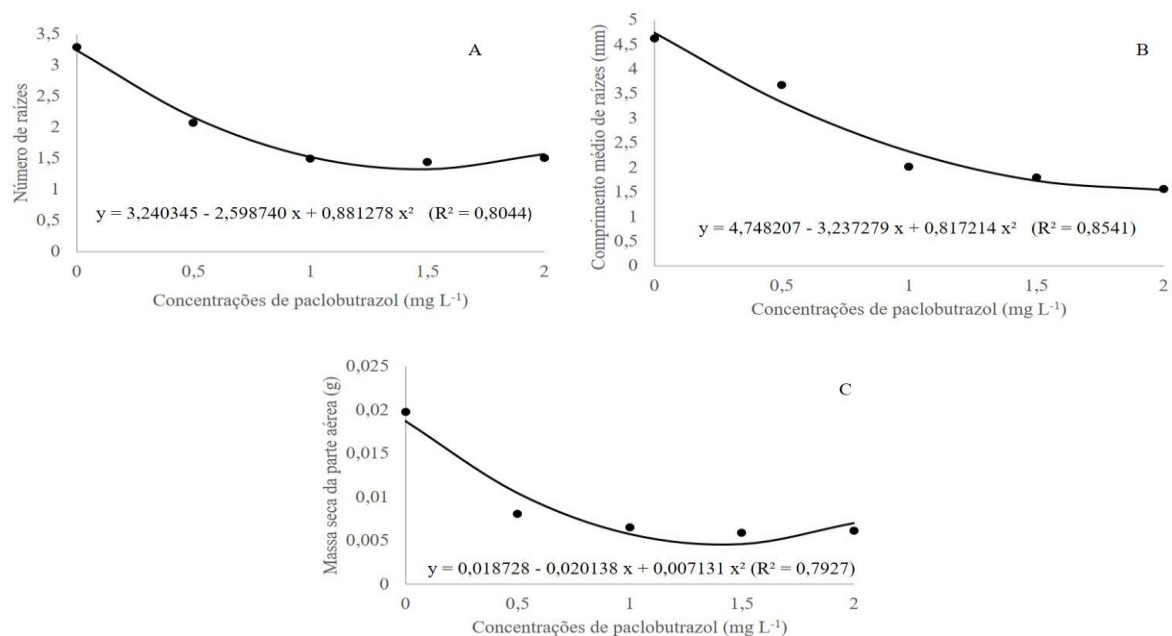 A
Número de raízes
3,5
3
2,5
2
1,5
1
0,5
0
y = 3,240345 - 2,598740 x + 0,881278 x² (R² = 0,8044)
0 0,5 1 1,5 2
Concentrações de paclobutrazol (mg L⁻¹)
B
Comprimento médio de raízes (mm)
5
4,5
4
3,5
3
2,5
2
1,5
1
0,5
0
y = 4,748207 - 3,237279 x + 0,817214 x² (R² = 0,8541)
0 0,5 1 1,5 2
Concentrações de paclobutrazol (mg L⁻¹)
C
Massa seca da parte aérea (g)
0,025
0,02
0,015
0,01
0,005
0
y = 0,018728 - 0,020138 x + 0,007131 x² (R² = 0,7927)
0 0,5 1 1,5 2
Concentrações de paclobutrazol (mg L⁻¹)